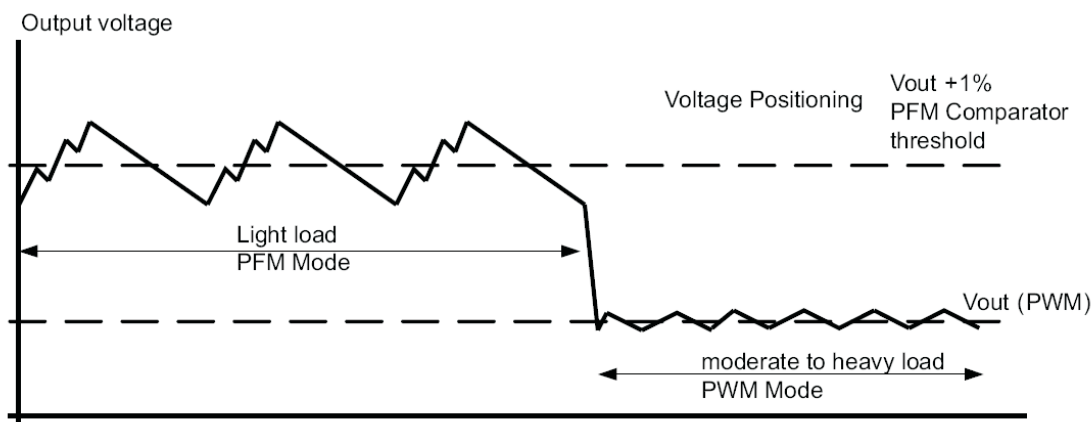 Output voltage
Voltage Positioning
Vout +1%
PFM Comparator
threshold
Light load
PFM Mode
Vout (PWM)
moderate to heavy load
PWM Mode